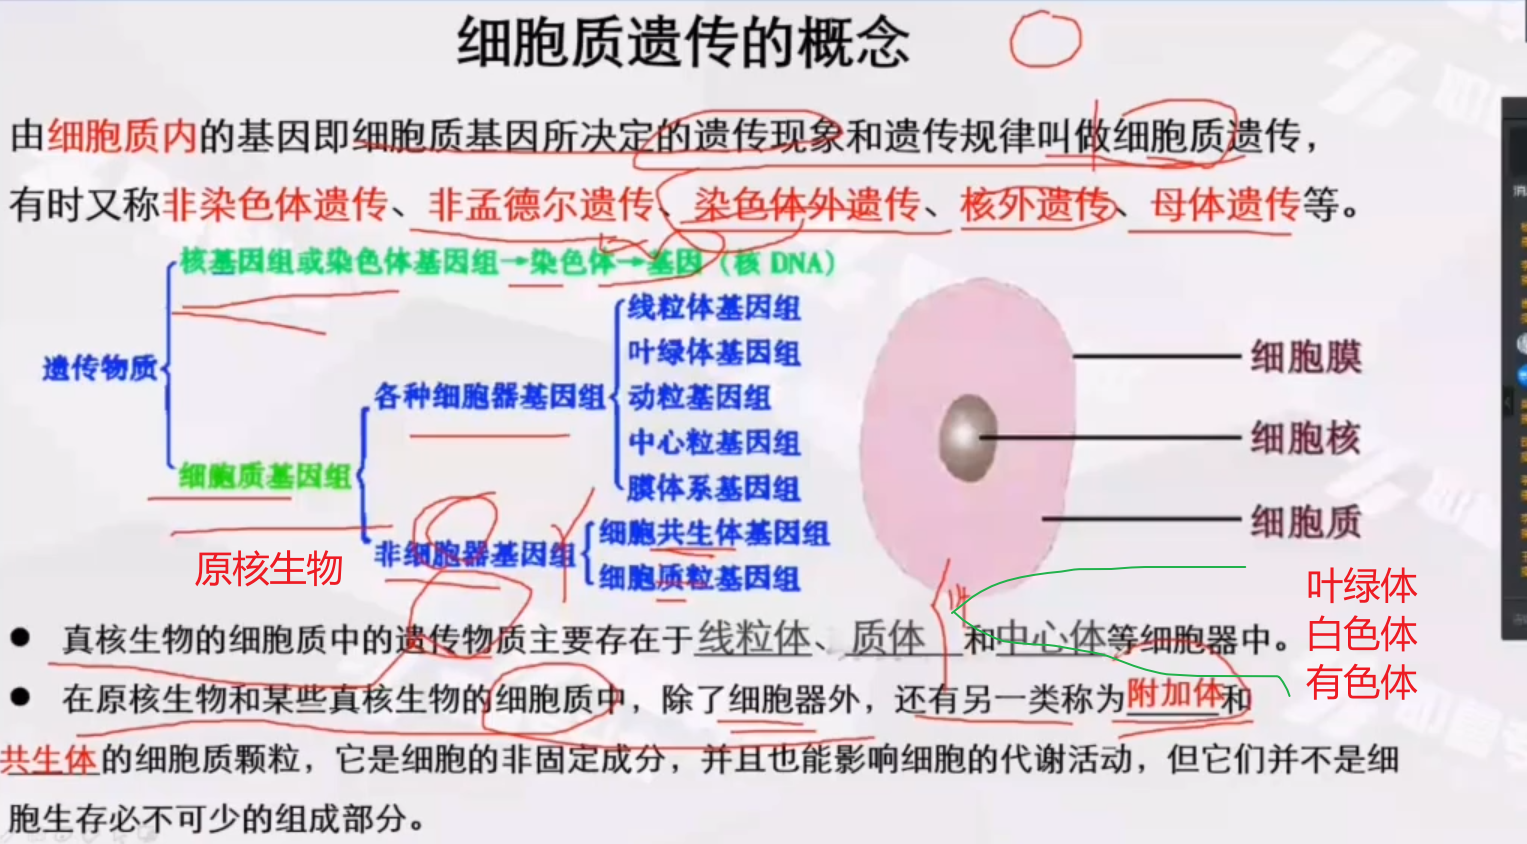 细胞质遗传的概念
由细胞质内的基因即细胞质基因所决定的遗传现象和遗传规律叫做细胞质遗传，
有时又称非染色体遗传、非孟德尔遗传、染色体外遗传、核外遗传、母体遗传等。
核基因组或染色体基因组→染色体→基因（核 DNA）
遗传物质
细胞质基因组
各种细胞器基因组
线粒体基因组
叶绿体基因组
动粒基因组
中心粒基因组
膜体系基因组
非细胞器基因组
细胞共生体基因组
细胞质粒基因组
细胞膜
细胞核
细胞质
原核生物
叶绿体
白色体
有色体
● 真核生物的细胞质中的遗传物质主要存在于线粒体、质体 和中心体等细胞器中。
● 在原核生物和某些真核生物的细胞质中，除了细胞器外，还有另一类称为附加体和
共生体的细胞质颗粒，它是细胞的非固定成分，并且也能影响细胞的代谢活动，但它们并不是细
胞生存必不可少的组成部分。